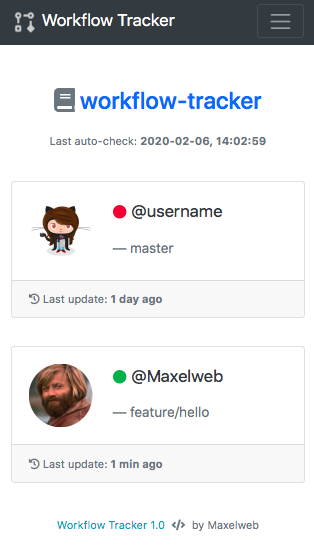 Workflow Tracker
workflow-tracker
Last auto-check: 2020-02-06, 14:02:59
@username
— master
Last update: 1 day ago
@Maxelweb
— feature/hello
Last update: 1 min ago
Workflow Tracker 1.0 </> by Maxelweb